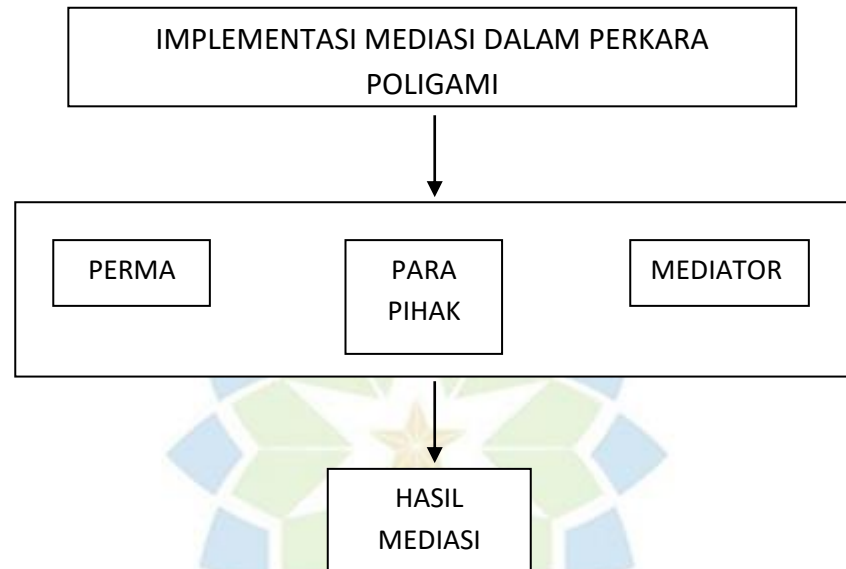 IMPLEMENTASI MEDIASI DALAM PERKARA
POLIGAMI
PERMA
PARA
PIHAK
MEDIATOR
HASIL
MEDIASI